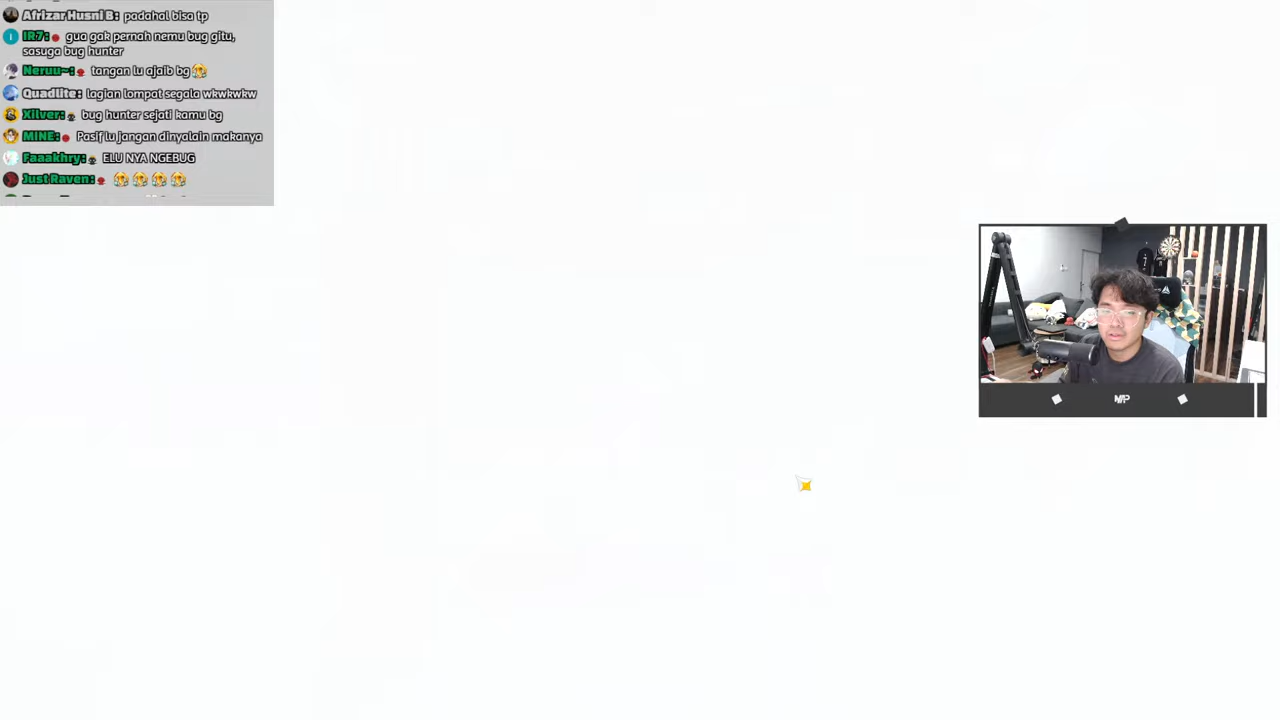 Afrizar Husni B: padahal bisa tp
IR7: gua gak pernah nemu bug gitu,
sasuga bug hunter
Neruu~: tangan lu ajaib bg
Quadlite: lagian lompat segala wkwkwkw
Xilver: bug hunter sejati kamu bg
MINE: Pasif lu jangan dinyalain makanya
Faaakhry: ELU NYA NGEBUG
Just Raven: